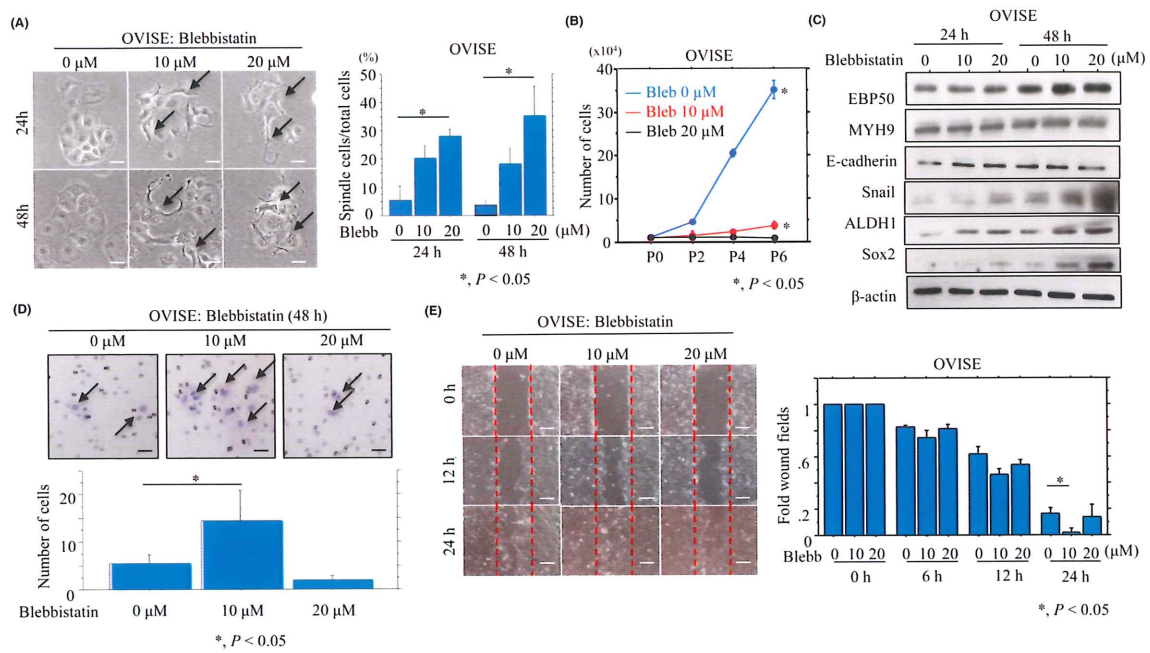 (A)
OVISE: Blebbistatin
0 μM 10 μM 20 μM
24h
48h
(%)
OVISE
Spindle cells/total cells
50
40
30
20
10
0
*
*
Blebb 0 10 20 0 10 20 (μM)
24 h 48 h
*, P < 0.05
(B)
(x10⁴)
OVISE
Number of cells
40
35
25
15
10
0
Bleb 0 μM
Bleb 10 μM
Bleb 20 μM
*
*
P0 P2 P4 P6
*, P < 0.05
(C)
OVISE
24 h 48 h
Blebbistatin 0 10 20 0 10 20 (μM)
EBP50
MYH9
E-cadherin
Snail
ALDH1
Sox2
β-actin
(D)
OVISE: Blebbistatin (48 h)
0 μM 10 μM 20 μM
Number of cells
20
10
0
*
Blebbistatin 0 μM 10 μM 20 μM
*, P < 0.05
(E)
OVISE: Blebbistatin
0 μM 10 μM 20 μM
0 h
12 h
24 h
OVISE
Fold wound fields
1
.6
.2
0
*
Blebb 0 10 20 0 10 20 0 10 20 0 10 20 (μM)
0 h 6 h 12 h 24 h
*, P < 0.05